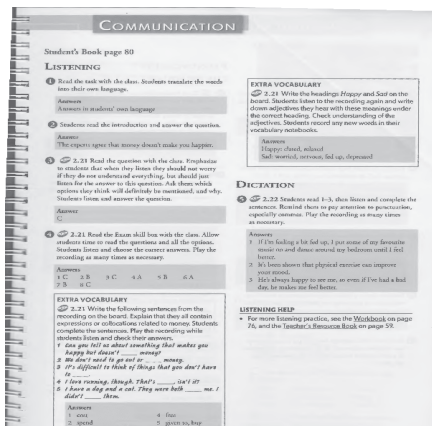 COMMUNICATION
Student's Book page 80
LISTENING
1 Read the task with the class. Students translate the words
into their own language.
Answers
Answers in students' own language
2 Students read the introduction and answer the question.
Answer
The experts agree that money doesn't make you happier.
3 2.21 Read the question with the class. Emphasise
to students that when they listen they should not worry
if they do not understand everything, but should just
listen for the answer to this question. Ask them which
options they think will definitely be mentioned, and why.
Students listen and answer the question.
Answer
C
4 2.21 Read the Exam skill box with the class. Allow
students time to read the questions and all the options.
Students listen and choose the correct answers. Play the
recording as many times as necessary.
Answers
1 C 2 B 3 C 4 A 5 B 6 A
7 B 8 C
EXTRA VOCABULARY
2.21 Write the following sentences from the
recording on the board. Explain that they all contain
expressions or collocations related to money. Students
complete the sentences. Play the recording while
students listen and check their answers.
1 Can you tell us about something that makes you
happy but doesn't ____ money?
2 We don't need to go out or ____ money.
3 It's difficult to think of things that you don't have
to ____.
4 I love running, though. That's ____, isn't it?
5 I have a dog and a cat. They were both ____ me. I
didn't ____ them.
Answers
1 cost 4 free
2 spend 5 given to, buy
EXTRA VOCABULARY
2.21 Write the headings Happy and Sad on the
board. Students listen to the recording again and write
down adjectives they hear with these meanings under
the correct heading. Check understanding of the
adjectives. Students record any new words in their
vocabulary notebooks.
Answers
Happy: relaxed
Sad: worried, nervous, fed up, depressed
DICTATION
5 2.22 Students read 1–3, then listen and complete the
sentences. Remind them to pay attention to punctuation,
especially commas. Play the recording as many times
as necessary.
Answers
1 If I'm feeling a bit fed up, I put some of my favourite
music on and dance around my bedroom until I feel
better.
2 It's been shown that physical exercise can improve
your mood.
3 He's always happy to see me, so even if I've had a bad
day, he makes me feel better.
LISTENING HELP
• For more listening practice, see the Workbook on page
76, and the Teacher's Resource Book on page 59.